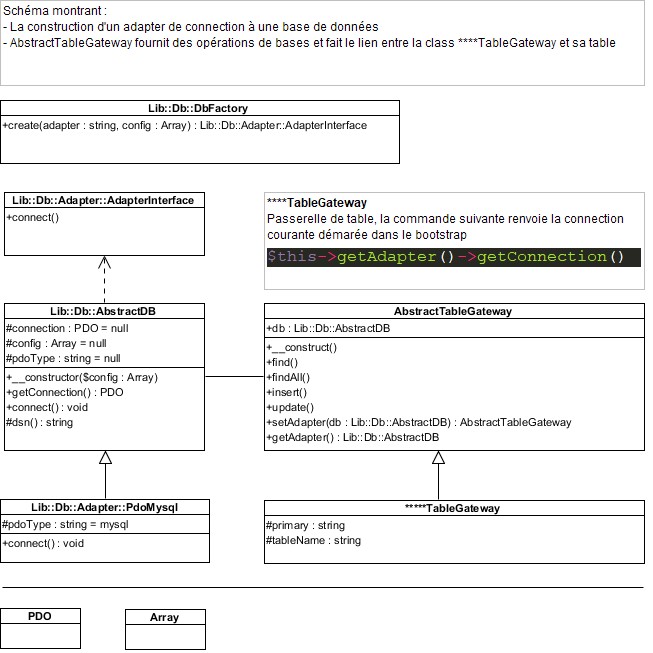 Schéma montrant :
- La construction d'un adapter de connection à une base de données
- AbstractTableGateway fournit des opérations de bases et fait le lien entre la class ****TableGateway et sa table
Lib::Db::DbFactory
+create(adapter : string, config : Array) : Lib::Db::Adapter::AdapterInterface
Lib::Db::Adapter::AdapterInterface
+connect()
****TableGateway
Passerelle de table, la commande suivante renvoie la connection
courante démarée dans le bootstrap
$this->getAdapter()->getConnection()
Lib::Db::AbstractDB
#connection : PDO = null
#config : Array = null
#pdoType : string = null
+__constructor($config : Array)
+getConnection() : PDO
+connect() : void
#dsn() : string
AbstractTableGateway
+db : Lib::Db::AbstractDB
+__construct()
+find()
+findAll()
+insert()
+update()
+setAdapter(db : Lib::Db::AbstractDB) : AbstractTableGateway
+getAdapter() : Lib::Db::AbstractDB
Lib::Db::Adapter::PdoMysql
#pdoType : string = mysql
+connect() : void
*****TableGateway
#primary : string
#tableName : string
PDO
Array